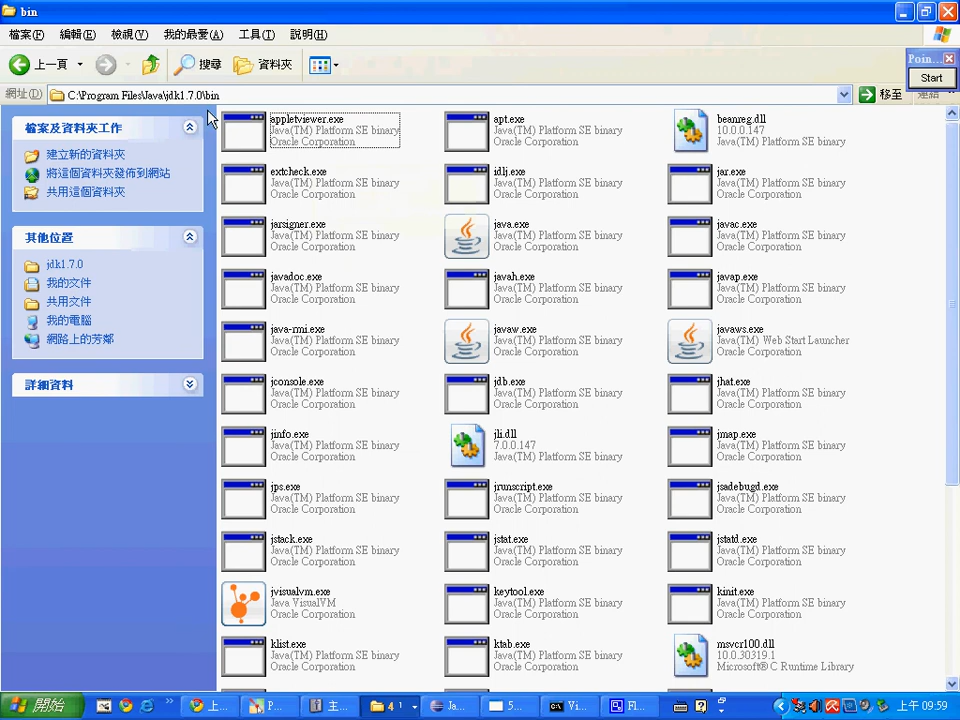 bin
檔案(F) 編輯(E) 檢視(V) 我的最愛(A) 工具(T) 說明(H)
上一頁 搜尋 資料夾
Poin...
Start
網址(D) C:\Program Files\Java\jdk1.7.0\bin 移至 連結
檔案及資料夾工作
建立新的資料夾
將這個資料夾發佈到網站
共用這個資料夾
其他位置
jdk1.7.0
我的文件
共用文件
我的電腦
網路上的芳鄰
詳細資料
appletviewer.exe
Java(TM) Platform SE binary
Oracle Corporation
apt.exe
Java(TM) Platform SE binary
Oracle Corporation
beanreg.dll
10.0.0.147
Java(TM) Platform SE binary
extcheck.exe
Java(TM) Platform SE binary
Oracle Corporation
idlj.exe
Java(TM) Platform SE binary
Oracle Corporation
jar.exe
Java(TM) Platform SE binary
Oracle Corporation
jarsigner.exe
Java(TM) Platform SE binary
Oracle Corporation
java.exe
Java(TM) Platform SE binary
Oracle Corporation
javac.exe
Java(TM) Platform SE binary
Oracle Corporation
javadoc.exe
Java(TM) Platform SE binary
Oracle Corporation
javah.exe
Java(TM) Platform SE binary
Oracle Corporation
javap.exe
Java(TM) Platform SE binary
Oracle Corporation
java-rmi.exe
Java(TM) Platform SE binary
Oracle Corporation
javaw.exe
Java(TM) Platform SE binary
Oracle Corporation
javaws.exe
Java(TM) Web Start Launcher
Oracle Corporation
jconsole.exe
Java(TM) Platform SE binary
Oracle Corporation
jdb.exe
Java(TM) Platform SE binary
Oracle Corporation
jhat.exe
Java(TM) Platform SE binary
Oracle Corporation
jinfo.exe
Java(TM) Platform SE binary
Oracle Corporation
jli.dll
7.0.0.147
Java(TM) Platform SE binary
jmap.exe
Java(TM) Platform SE binary
Oracle Corporation
jps.exe
Java(TM) Platform SE binary
Oracle Corporation
jrunscript.exe
Java(TM) Platform SE binary
Oracle Corporation
jsadebugd.exe
Java(TM) Platform SE binary
Oracle Corporation
jstack.exe
Java(TM) Platform SE binary
Oracle Corporation
jstat.exe
Java(TM) Platform SE binary
Oracle Corporation
jstatd.exe
Java(TM) Platform SE binary
Oracle Corporation
jvisualvm.exe
Java VisualVM
Oracle Corporation
keytool.exe
Java(TM) Platform SE binary
Oracle Corporation
kinit.exe
Java(TM) Platform SE binary
Oracle Corporation
klist.exe
Java(TM) Platform SE binary
Oracle Corporation
ktab.exe
Java(TM) Platform SE binary
Oracle Corporation
msvcr100.dll
10.0.30319.1
Microsoft® C Runtime Library
開始 上... P... 主... 4 Ja... 5... Vi... Fl... 上午 09:59